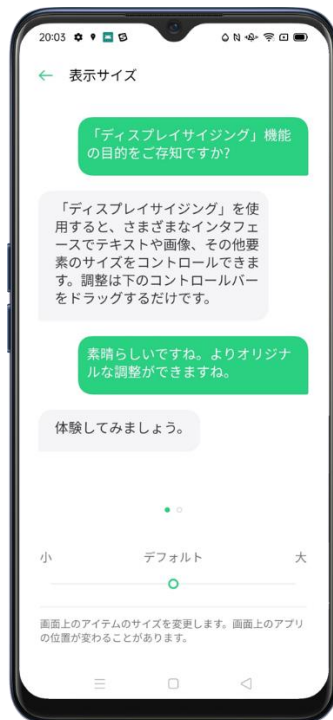 20:03
表示サイズ
「ディスプレイサイジング」機能
の目的をご存知ですか?
「ディスプレイサイジング」を使
用すると、さまざまなインタフェ
ースでテキストや画像、その他要
素のサイズをコントロールできま
す。調整は下のコントロールバー
をドラッグするだけです。
素晴らしいですね。よりオリジナ
ルな調整ができますね。
体験してみましょう。
小 デフォルト 大
画面上のアイテムのサイズを変更します。画面上のアプリ
の位置が変わることがあります。